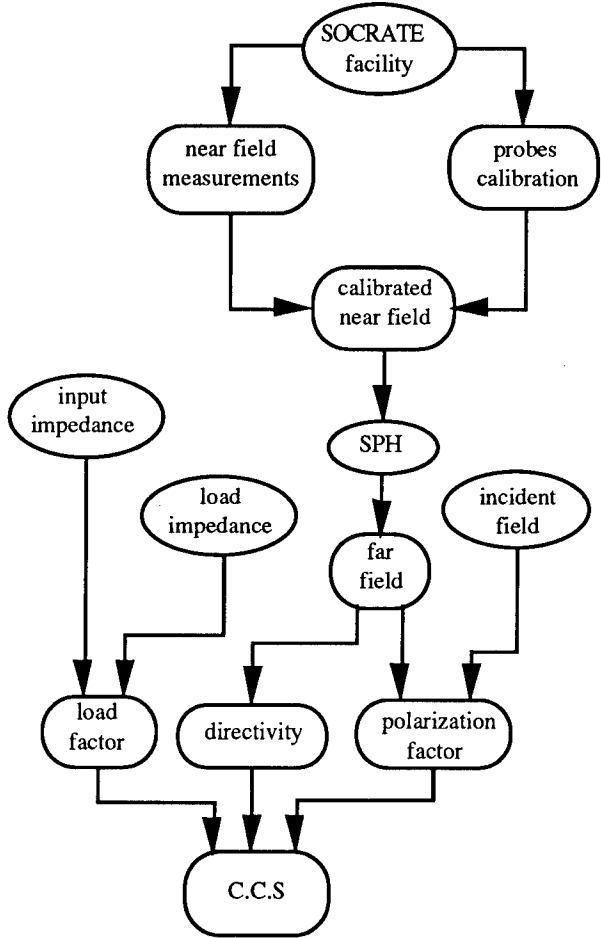 SOCRATE
facility
near field
measurements
probes
calibration
calibrated
near field
input
impedance
SPH
load
impedance
incident
field
far
field
load
factor
directivity
polarization
factor
C.C.S